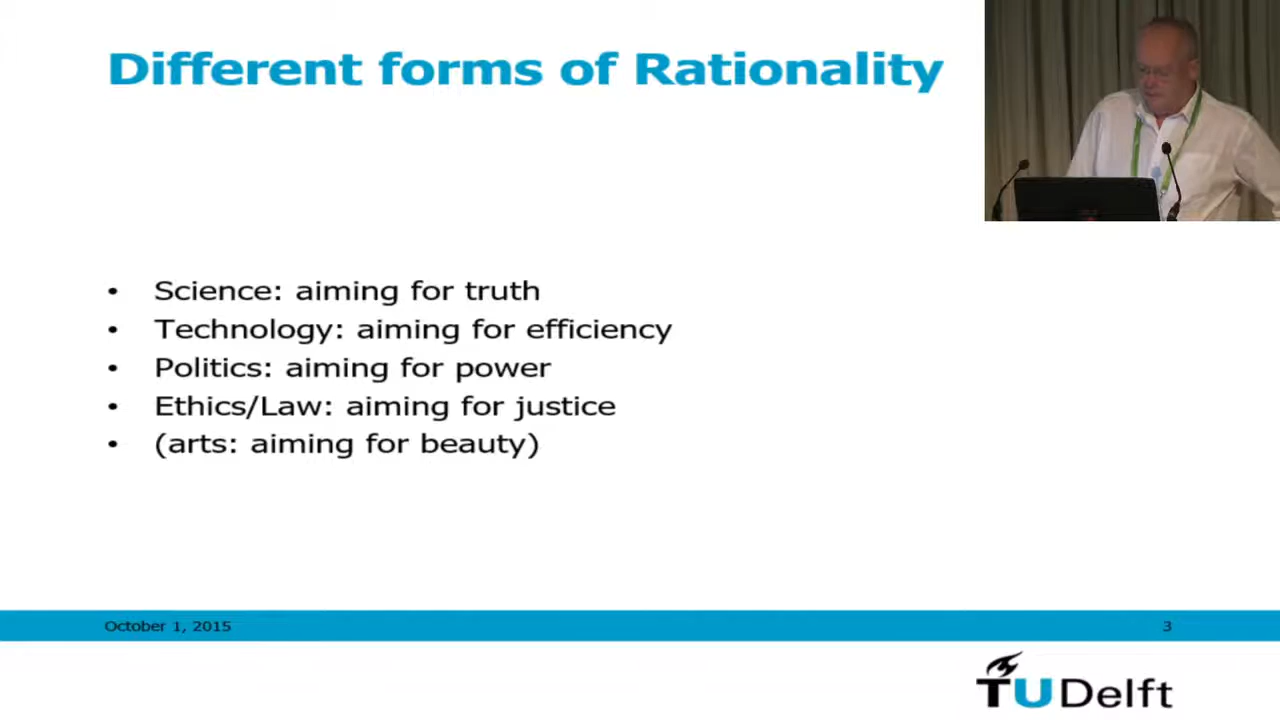 Different forms of Rationality
• Science: aiming for truth
• Technology: aiming for efficiency
• Politics: aiming for power
• Ethics/Law: aiming for justice
• (arts: aiming for beauty)
October 1, 2015
3
TUDelft